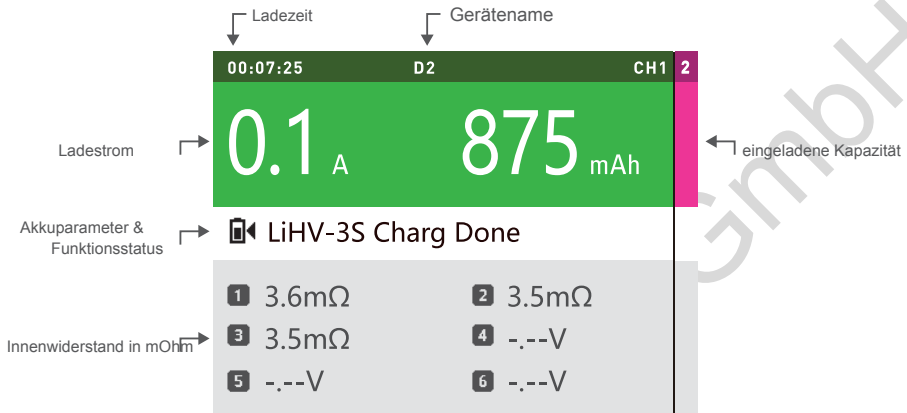 Ladezeit
Gerätename
00:07:25 D2 CH1 2
Ladestrom
0.1 A 875 mAh
eingeladene Kapazität
Akkuparameter &
Funktionsstatus
LiHV-3S Charg Done
1 3.6mΩ 2 3.5mΩ
Innenwiderstand in mOhm
3 3.5mΩ 4 -.--V
5 -.--V 6 -.--V
GmbH